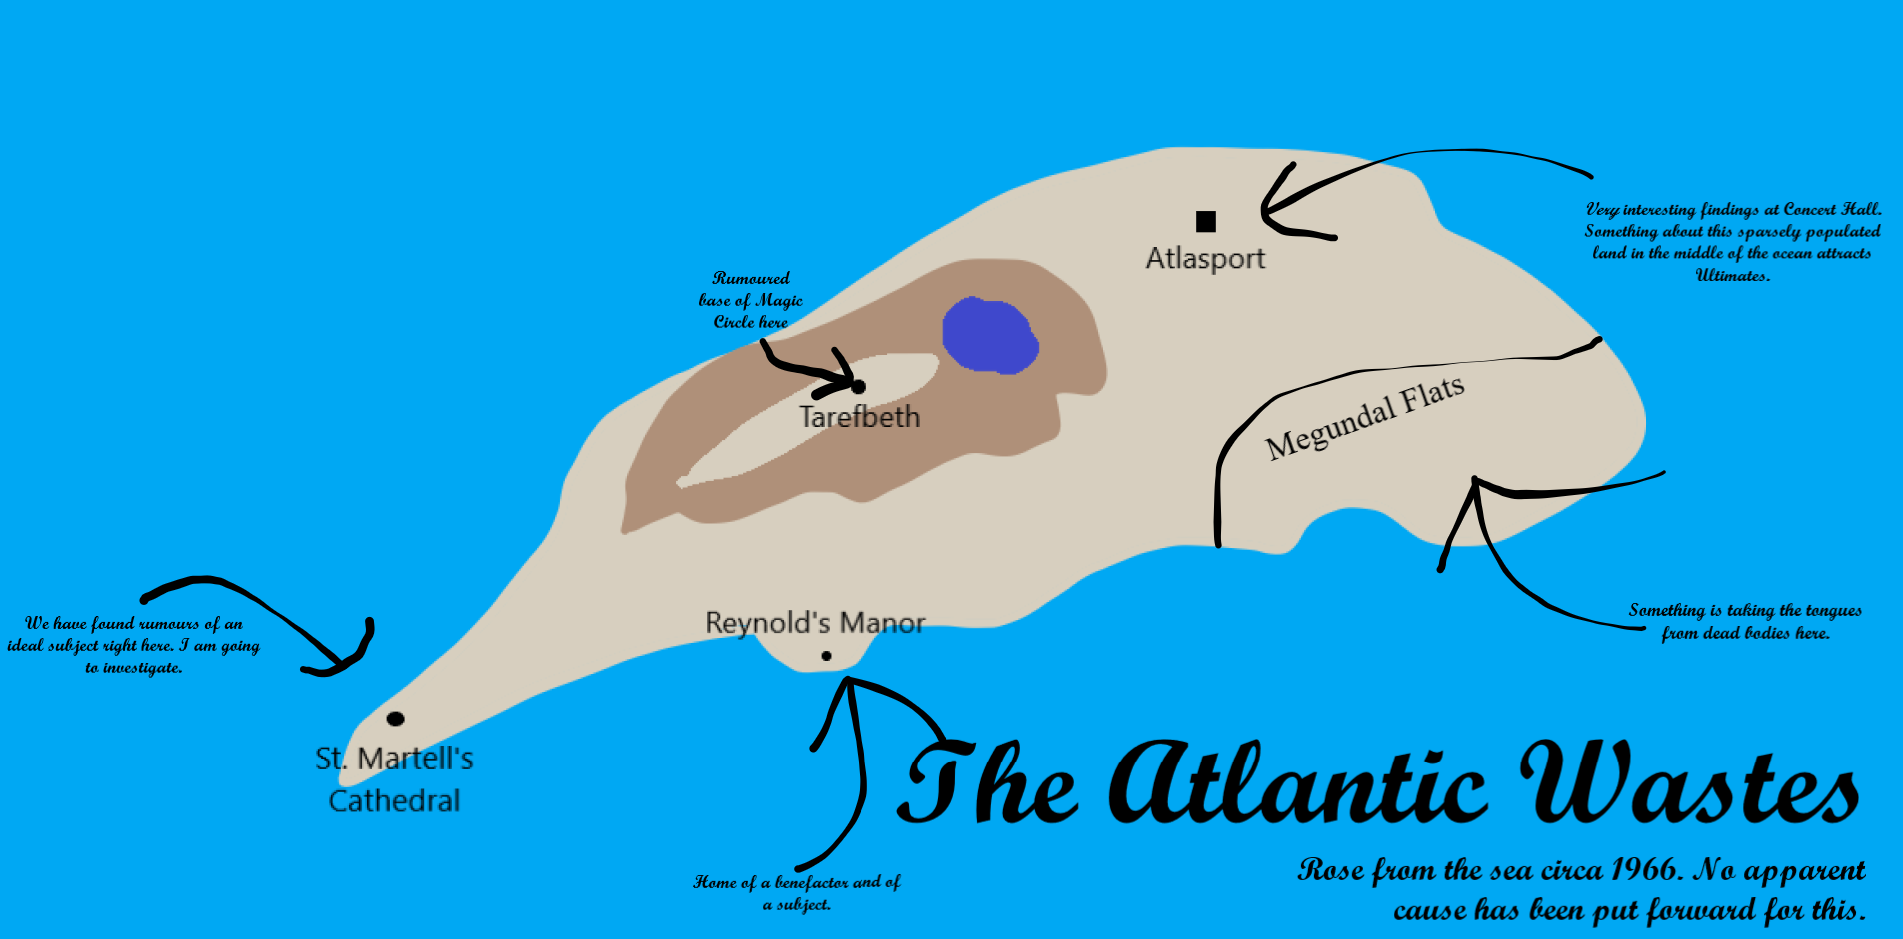 Very interesting findings at Concert Hall.
Something about this sparsely populated
land in the middle of the ocean attracts
Ultimates.
Atlasport
Rumoured
base of Magic
Circle here
Tarefbeth
Megundal Flats
We have found rumours of an
ideal subject right here. I am going
to investigate.
Reynold's Manor
Something is taking the tongues
from dead bodies here.
St. Martell's
Cathedral
The Atlantic Wastes
Rose from the sea circa 1966. No apparent
cause has been put forward for this.
Home of a benefactor and of
a subject.